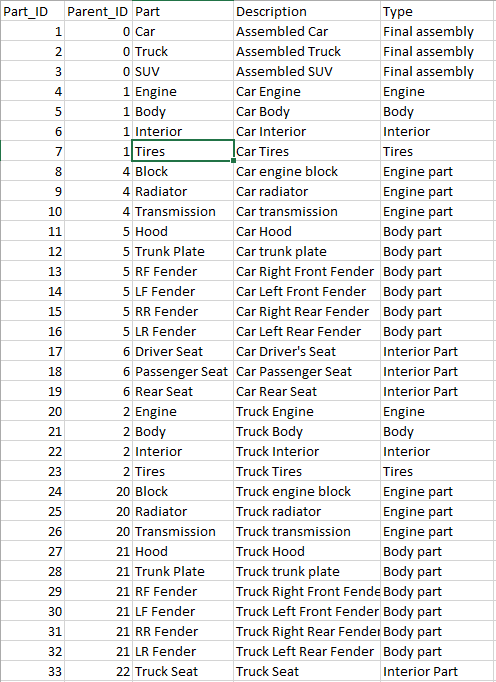 Part_ID Parent_ID Part Description Type
1 0 Car Assembled Car Final assembly
2 0 Truck Assembled Truck Final assembly
3 0 SUV Assembled SUV Final assembly
4 1 Engine Car Engine Engine
5 1 Body Car Body Body
6 1 Interior Car Interior Interior
7 1 Tires Car Tires Tires
8 4 Block Car engine block Engine part
9 4 Radiator Car radiator Engine part
10 4 Transmission Car transmission Engine part
11 5 Hood Car Hood Body part
12 5 Trunk Plate Car trunk plate Body part
13 5 RF Fender Car Right Front Fender Body part
14 5 LF Fender Car Left Front Fender Body part
15 5 RR Fender Car Right Rear Fender Body part
16 5 LR Fender Car Left Rear Fender Body part
17 6 Driver Seat Car Driver's Seat Interior Part
18 6 Passenger Seat Car Passenger Seat Interior Part
19 6 Rear Seat Car Rear Seat Interior Part
20 2 Engine Truck Engine Engine
21 2 Body Truck Body Body
22 2 Interior Truck Interior Interior
23 2 Tires Truck Tires Tires
24 20 Block Truck engine block Engine part
25 20 Radiator Truck radiator Engine part
26 20 Transmission Truck transmission Engine part
27 21 Hood Truck Hood Body part
28 21 Trunk Plate Truck trunk plate Body part
29 21 RF Fender Truck Right Front Fende Body part
30 21 LF Fender Truck Left Front Fender Body part
31 21 RR Fender Truck Right Rear Fender Body part
32 21 LR Fender Truck Left Rear Fender Body part
33 22 Truck Seat Truck Seat Interior Part